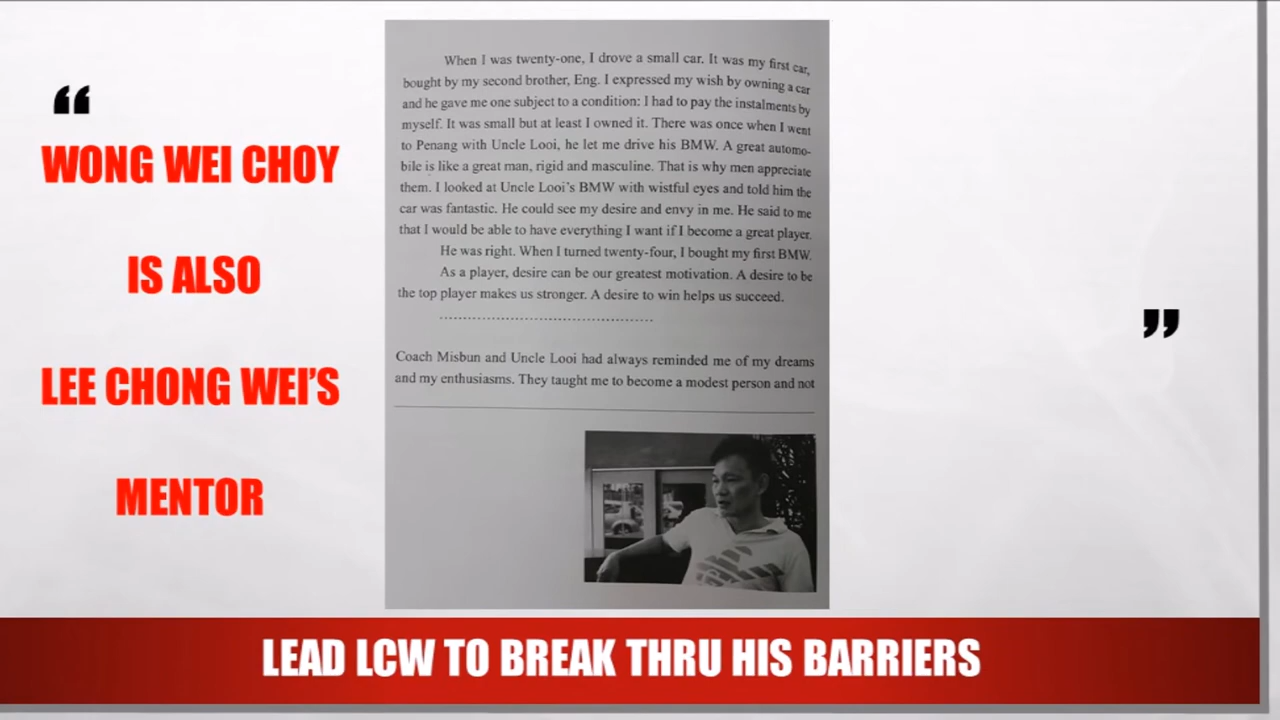 “
WONG WEI CHOY
IS ALSO
LEE CHONG WEI’S
MENTOR
When I was twenty-one, I drove a small car. It was my first car,
bought by my second brother, Eng. I expressed my wish by owning a car
and he gave me one subject to a condition: I had to pay the instalments by
myself. It was small but at least I owned it. There was once when I went
to Penang with Uncle Looi, he let me drive his BMW. A great automo-
bile is like a great man, rigid and masculine. That is why men appreciate
them. I looked at Uncle Looi’s BMW with wistful eyes and told him the
car was fantastic. He could see my desire and envy in me. He said to me
that I would be able to have everything I want if I become a great player.
He was right. When I turned twenty-four, I bought my first BMW.
As a player, desire can be our greatest motivation. A desire to be
the top player makes us stronger. A desire to win helps us succeed.
..........................................
Coach Misbun and Uncle Looi had always reminded me of my dreams
and my enthusiasms. They taught me to become a modest person and not
”
LEAD LCW TO BREAK THRU HIS BARRIERS